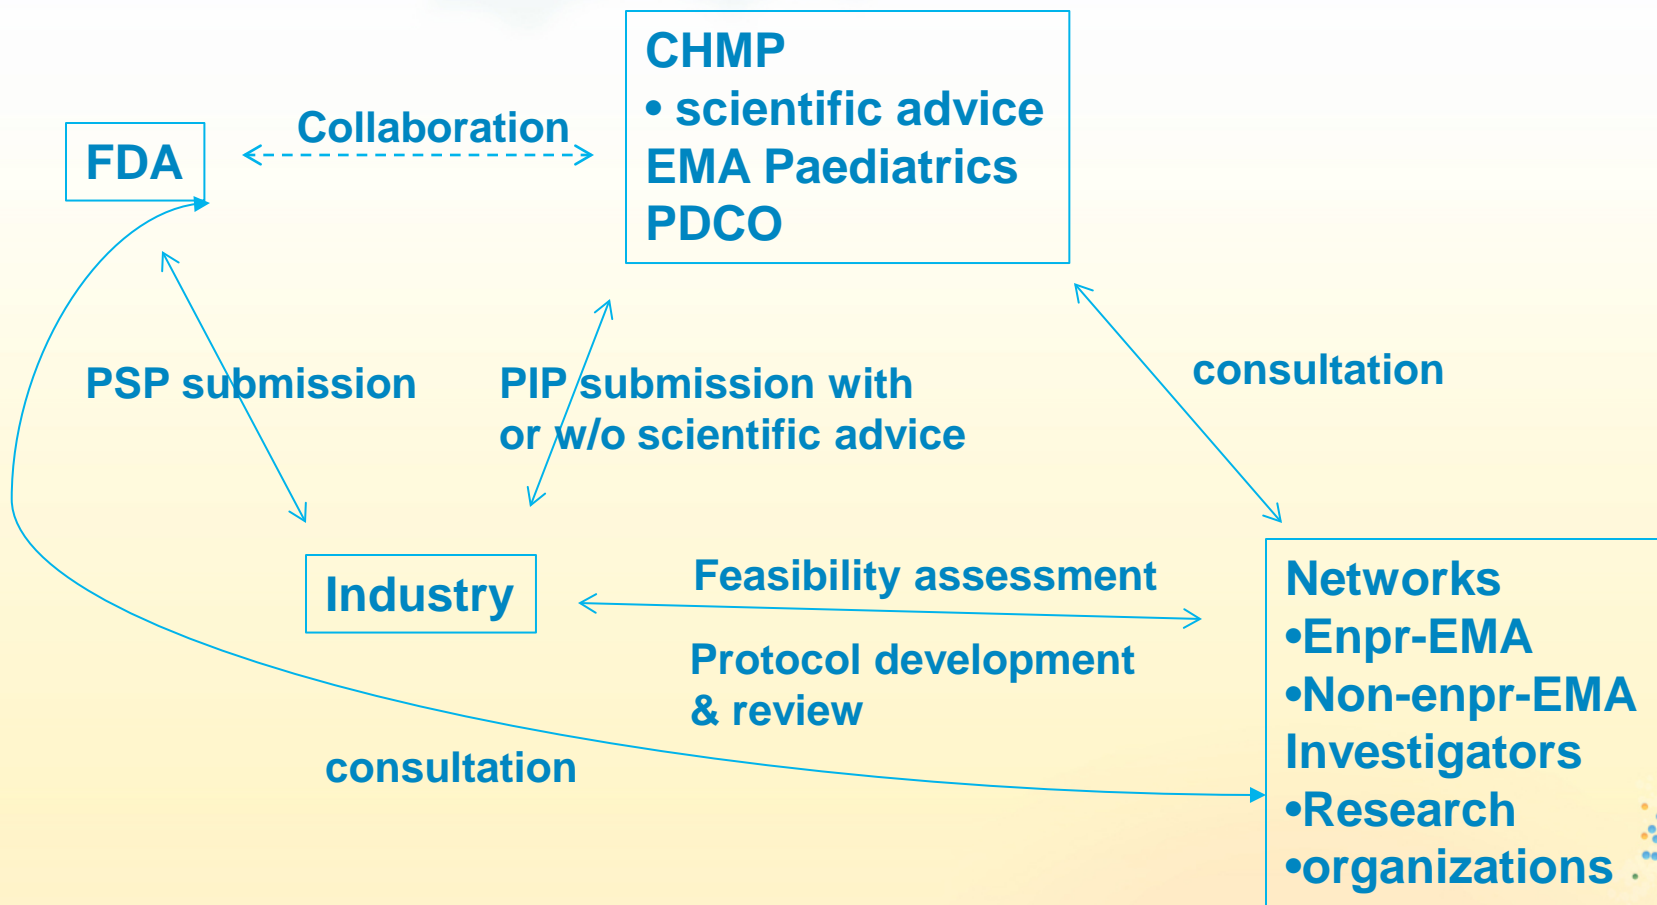 CHMP
• scientific advice
EMA Paediatrics
PDCO
Collaboration
FDA
PSP submission
PIP submission with
or w/o scientific advice
consultation
Industry
Feasibility assessment
Protocol development
& review
consultation
Networks
•Enpr-EMA
•Non-enpr-EMA
Investigators
•Research
•organizations